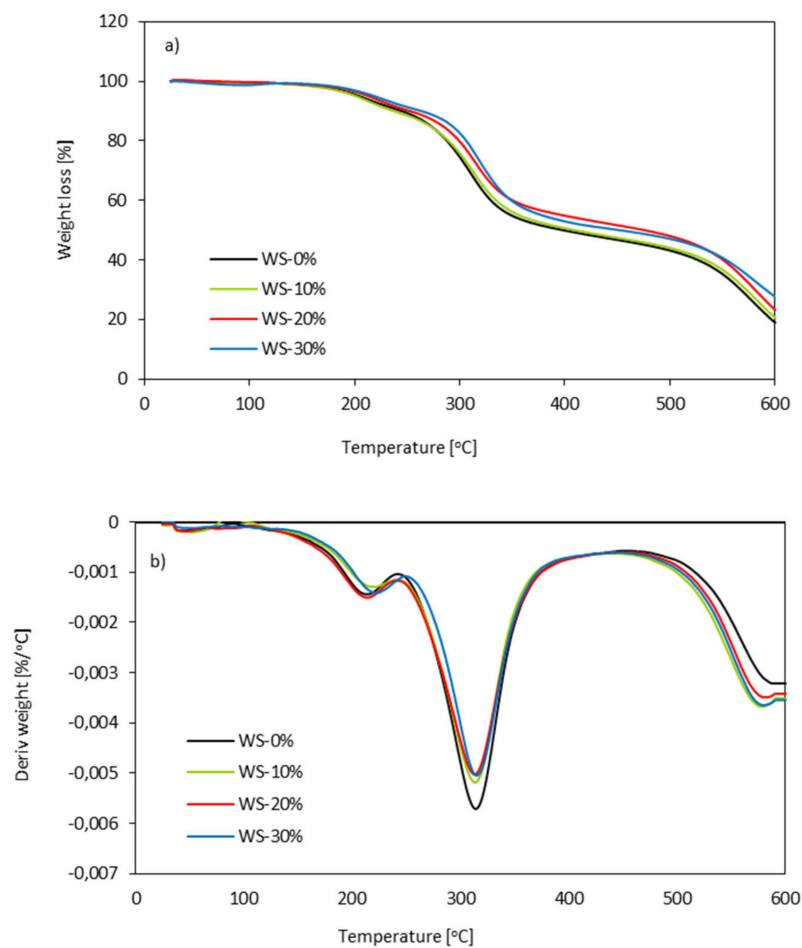 120
a)
100
80
60
40
20
0
Weight loss [%]
WS-0%
WS-10%
WS-20%
WS-30%
0 100 200 300 400 500 600
Temperature [°C]
0
b)
-0,001
-0,002
-0,003
-0,004
-0,005
-0,006
-0,007
Deriv weight [%/°C]
WS-0%
WS-10%
WS-20%
WS-30%
0 100 200 300 400 500 600
Temperature [°C]